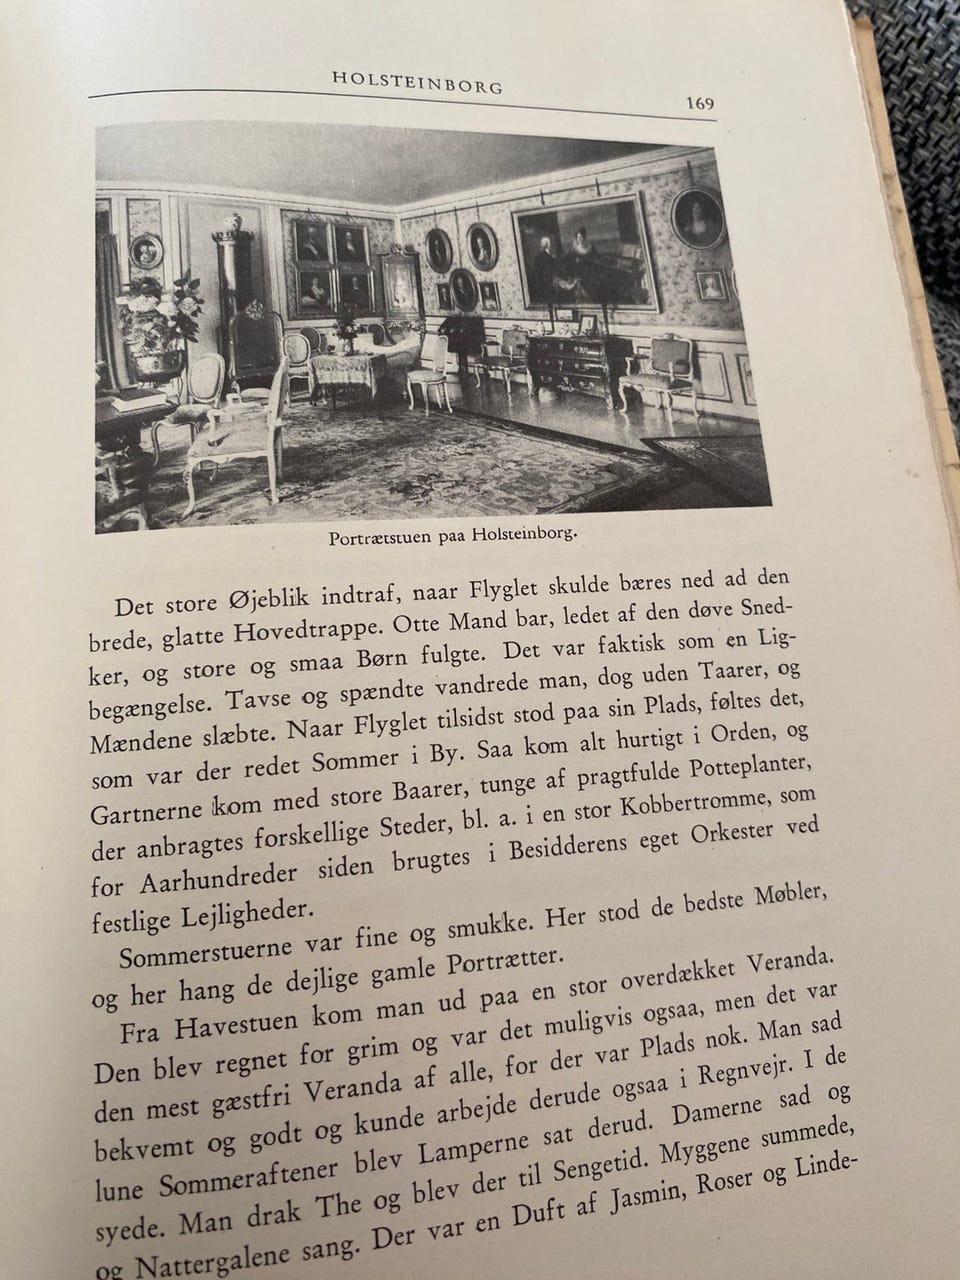 HOLSTEINBORG
169
Portrætstuen paa Holsteinborg.
Det store Øjeblik indtraf, naar Flyglet skulde bæres ned ad den
brede, glatte Hovedtrappe. Otte Mand bar, ledet af den døve Sned-
ker, og store og smaa Børn fulgte. Det var faktisk som en Lig-
begængelse. Tavse og spændte vandrede man, dog uden Taarer, og
Mændene slæbte. Naar Flyglet tilsidst stod paa sin Plads, føltes det,
som var der redet Sommer i By. Saa kom alt hurtigt i Orden, og
Gartnerne kom med store Baarer, tunge af pragtfulde Potteplanter,
der anbragtes forskellige Steder, bl. a. i en stor Kobbertromme, som
for Aarhundreder siden brugtes i Besidderens eget Orkester ved
festlige Lejligheder.
Sommerstuerne var fine og smukke. Her stod de bedste Møbler,
og her hang de dejlige gamle Portrætter.
Fra Havestuen kom man ud paa en stor overdækket Veranda.
Den blev regnet for grim og var det muligvis ogsaa, men det var
den mest gæstfri Veranda af alle, for der var Plads nok. Man sad
bekvemt og godt og kunde arbejde derude ogsaa i Regnvejr. I de
lune Sommeraftener blev Lamperne sat derud. Damerne sad og
syede. Man drak The og blev der til Sengetid. Myggene summede,
og Nattergalene sang. Der var en Duft af Jasmin, Roser og Linde-